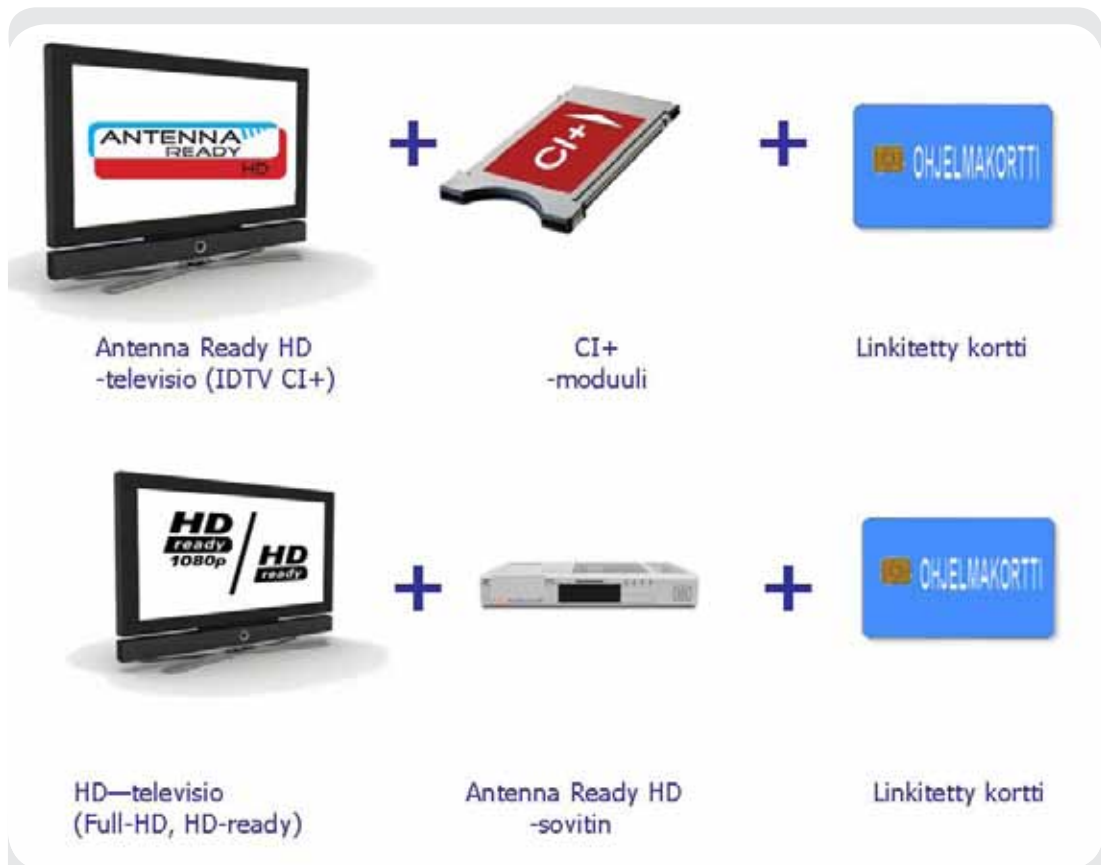 ANTENNA
READY
HD
CI+
OHJELMAKORTTI
Antenna Ready HD
-televisio (IDTV CI+)
CI+
-moduuli
Linkitetty kortti
HD
ready
1080p
HD
ready
OHJELMAKORTTI
HD—televisio
(Full-HD, HD-ready)
Antenna Ready HD
-sovitin
Linkitetty kortti